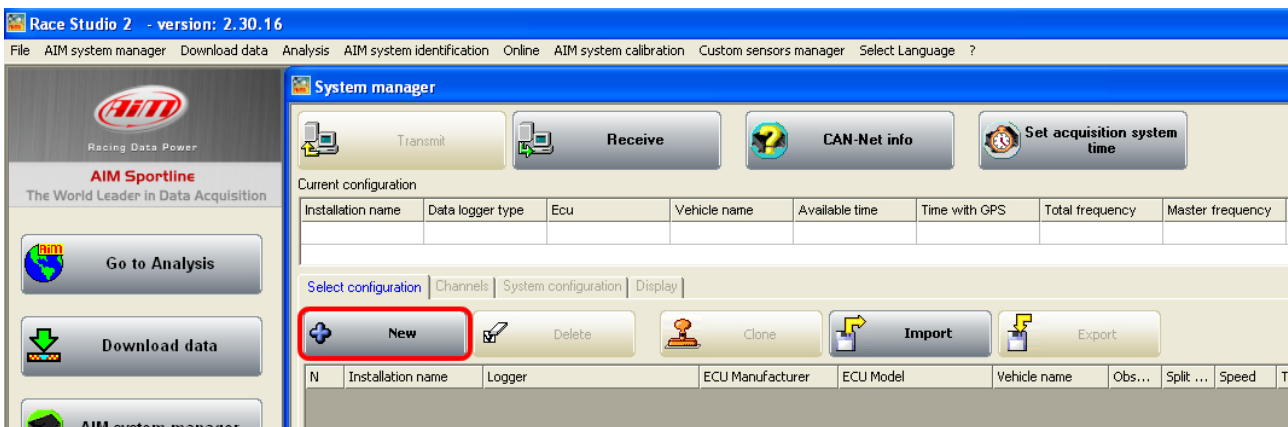 Race Studio 2 - version: 2.30.16
File AIM system manager Download data Analysis AIM system identification Online AIM system calibration Custom sensors manager Select Language ?
AiM
Racing Data Power
AIM Sportline
The World Leader in Data Acquisition
Go to Analysis
Download data
AIM system manager
System manager
Transmit Receive CAN-Net info Set acquisition system
time
Current configuration
Installation name Data logger type Ecu Vehicle name Available time Time with GPS Total frequency Master frequency
Select configuration Channels System configuration Display
New Delete Clone Import Export
N Installation name Logger ECU Manufacturer ECU Model Vehicle name Obs... Split ... Speed T